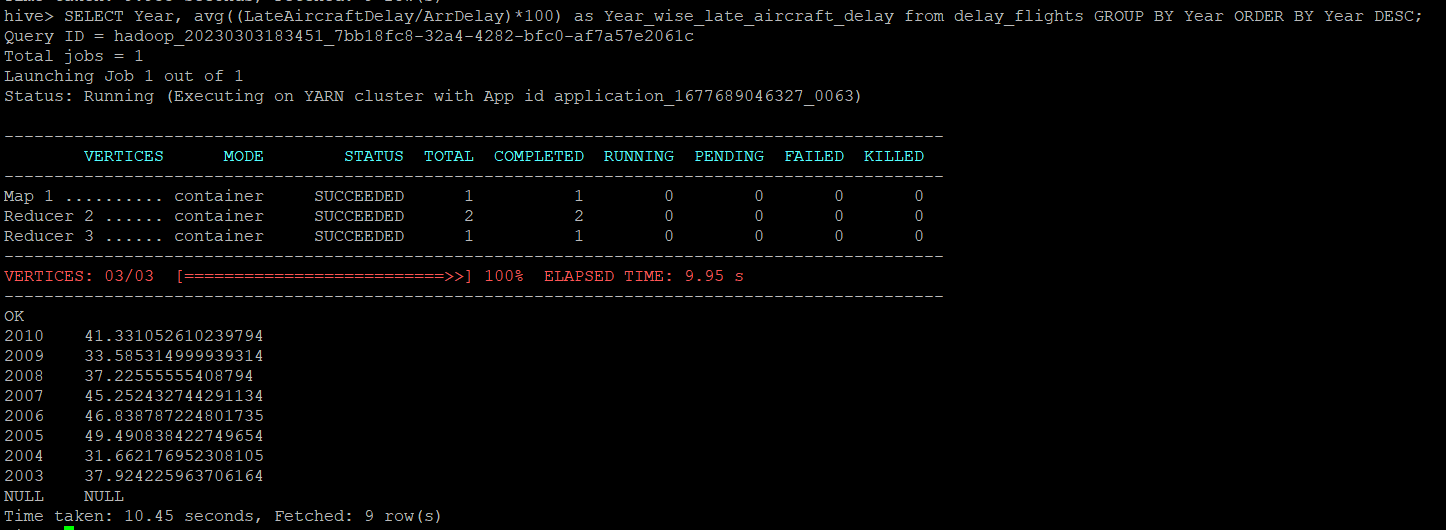 hive> SELECT Year, avg((LateAircraftDelay/ArrDelay)*100) as Year_wise_late_aircraft_delay from delay_flights GROUP BY Year ORDER BY Year DESC;
Query ID = hadoop_20230303183451_7bb18fc8-32a4-4282-bfc0-af7a57e2061c
Total jobs = 1
Launching Job 1 out of 1
Status: Running (Executing on YARN cluster with App id application_1677689046327_0063)
----------------------------------------------------------------------------------------------
        VERTICES      MODE        STATUS  TOTAL  COMPLETED  RUNNING  PENDING  FAILED  KILLED
----------------------------------------------------------------------------------------------
Map 1 .......... container     SUCCEEDED      1          1        0        0       0       0
Reducer 2 ...... container     SUCCEEDED      2          2        0        0       0       0
Reducer 3 ...... container     SUCCEEDED      1          1        0        0       0       0
----------------------------------------------------------------------------------------------
VERTICES: 03/03  [==========================>>] 100%  ELAPSED TIME: 9.95 s
----------------------------------------------------------------------------------------------
OK
2010    41.331052610239794
2009    33.585314999939314
2008    37.22555555408794
2007    45.252432744291134
2006    46.838787224801735
2005    49.490838422749654
2004    31.662176952308105
2003    37.924225963706164
NULL    NULL
Time taken: 10.45 seconds, Fetched: 9 row(s)